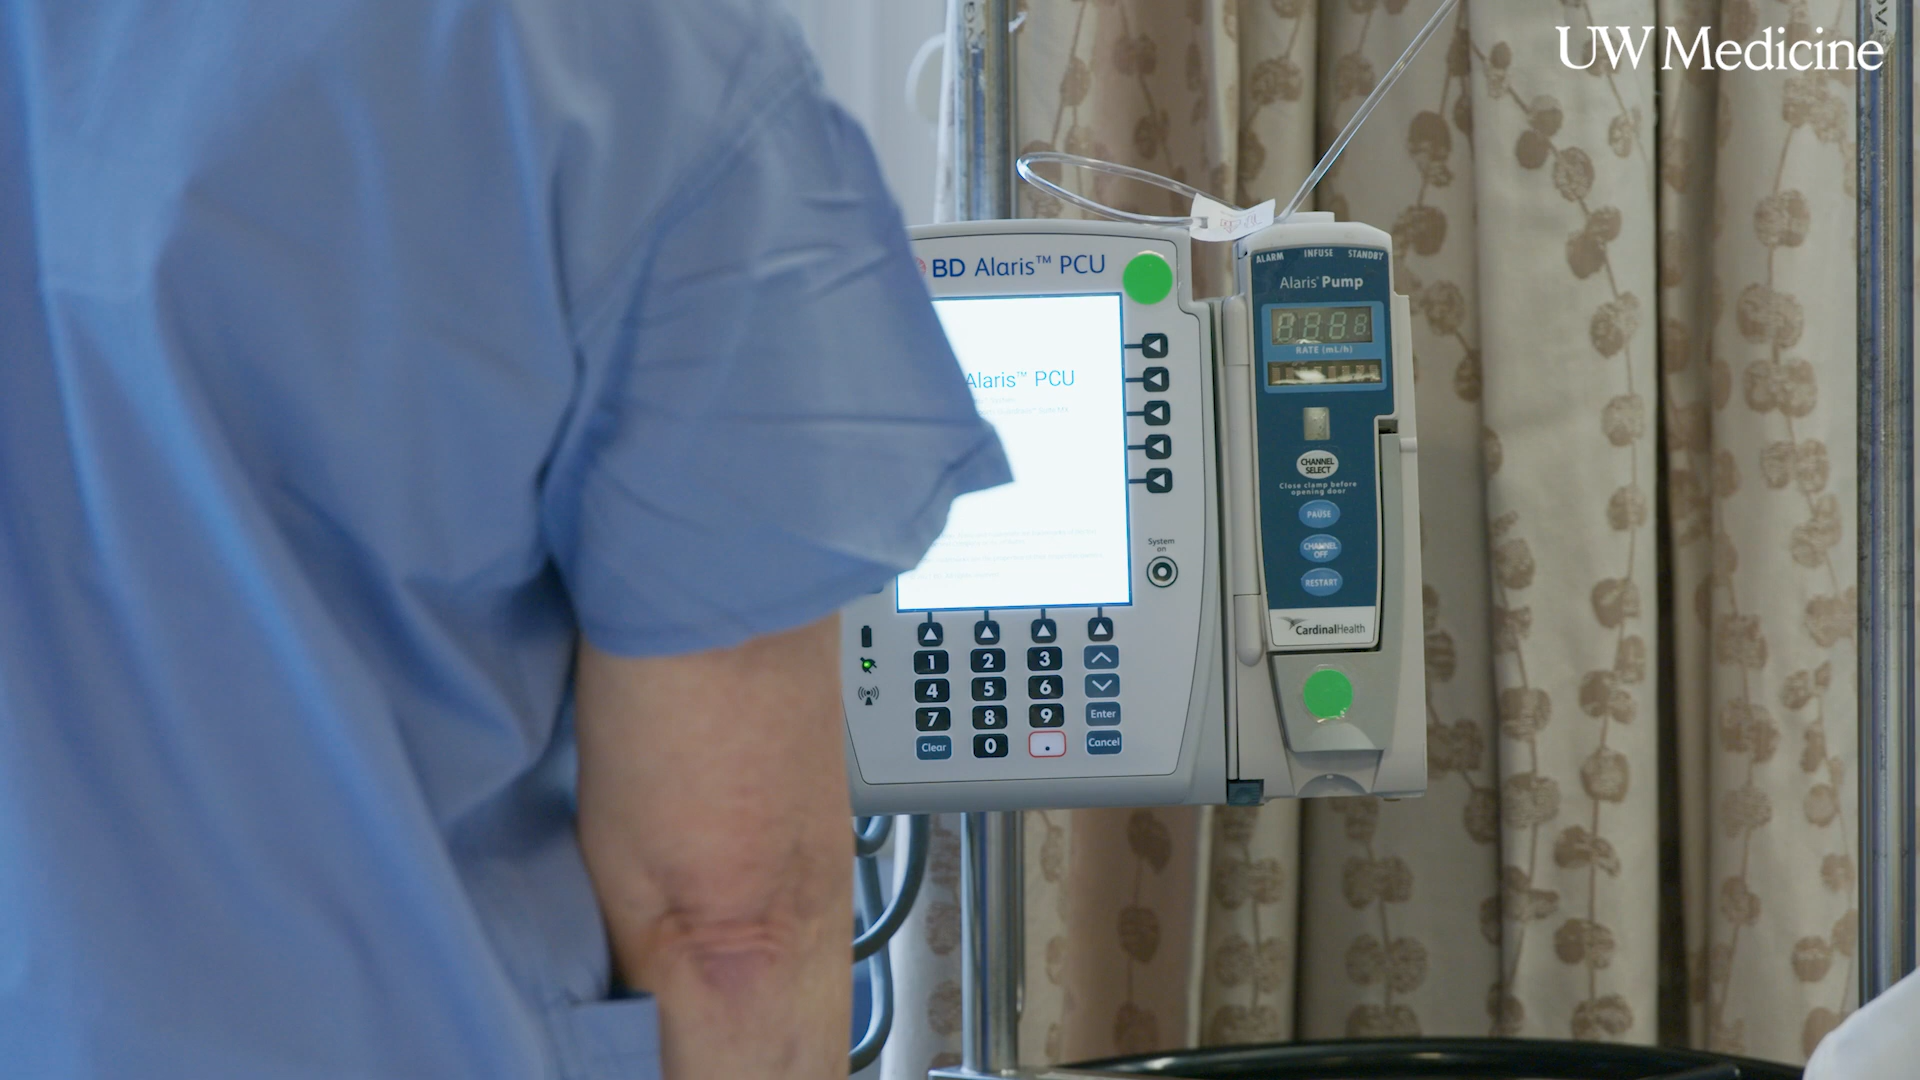 UW Medicine
BD Alaris™ PCU
Alaris™ PCU
System
on
1 2 3
4 5 6
7 8 9 Enter
Clear 0 . Cancel
ALARM INFUSE STANDBY
Alaris® Pump
8888
RATE (mL/h)
CHANNEL
SELECT
Close clamp before
opening door
PAUSE
CHANNEL
OFF
RESTART
CardinalHealth